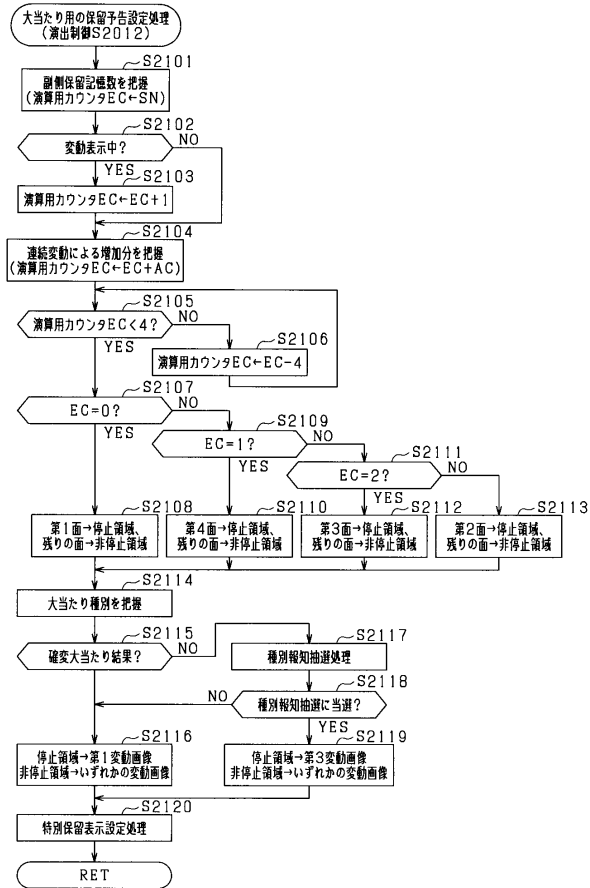 大当たり用の保留予告設定処理
(演出制御S2012)
S2101
副側保留記憶数を把握
(演算用カウンタEC←SN)
S2102
変動表示中?
NO
YES
S2103
演算用カウンタEC←EC+1
S2104
連続変動による増加分を把握
(演算用カウンタEC←EC+AC)
S2105
演算用カウンタEC<4?
NO
YES
S2106
演算用カウンタEC←EC-4
S2107
EC=0?
NO
YES
S2109
EC=1?
NO
YES
S2111
EC=2?
NO
YES
S2108
第1面→停止領域、
残りの面→非停止領域
S2110
第4面→停止領域、
残りの面→非停止領域
S2112
第3面→停止領域、
残りの面→非停止領域
S2113
第2面→停止領域、
残りの面→非停止領域
S2114
大当たり種別を把握
S2115
確変大当たり結果?
NO
YES
S2117
種別報知抽選処理
S2118
種別報知抽選に当選?
NO
YES
S2116
停止領域→第1変動画像
非停止領域→いずれかの変動画像
S2119
停止領域→第3変動画像
非停止領域→いずれかの変動画像
S2120
特別保留表示設定処理
RET